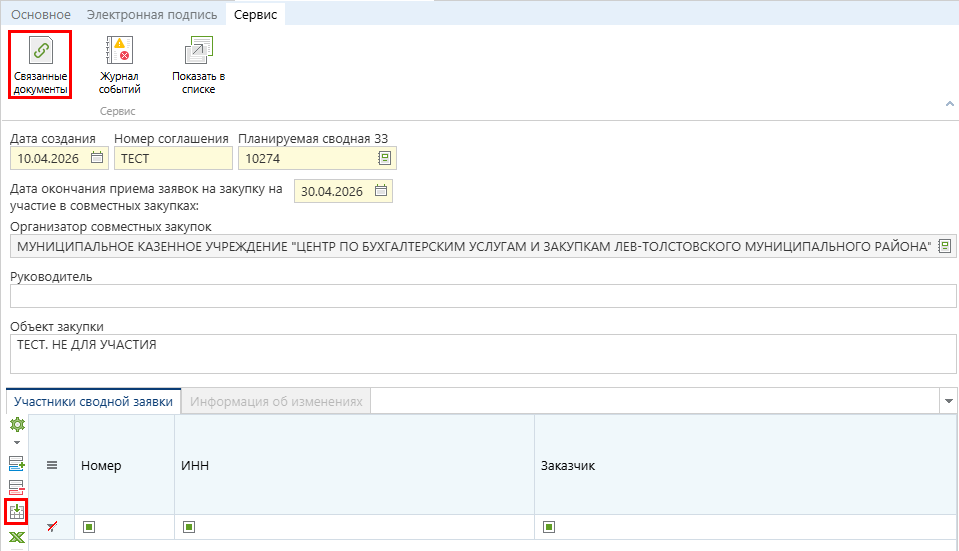 Основное Электронная подпись Сервис
Связанные документы
Журнал событий
Показать в списке
Сервис
Дата создания Номер соглашения Планируемая сводная ЗЗ
10.04.2026 ТЕСТ 10274
Дата окончания приема заявок на закупку на
участие в совместных закупках:
30.04.2026
Организатор совместных закупок
МУНИЦИПАЛЬНОЕ КАЗЕННОЕ УЧРЕЖДЕНИЕ "ЦЕНТР ПО БУХГАЛТЕРСКИМ УСЛУГАМ И ЗАКУПКАМ ЛЕВ-ТОЛСТОВСКОГО МУНИЦИПАЛЬНОГО РАЙОНА"
Руководитель
Объект закупки
ТЕСТ. НЕ ДЛЯ УЧАСТИЯ
Участники сводной заявки Информация об изменениях
Номер ИНН Заказчик